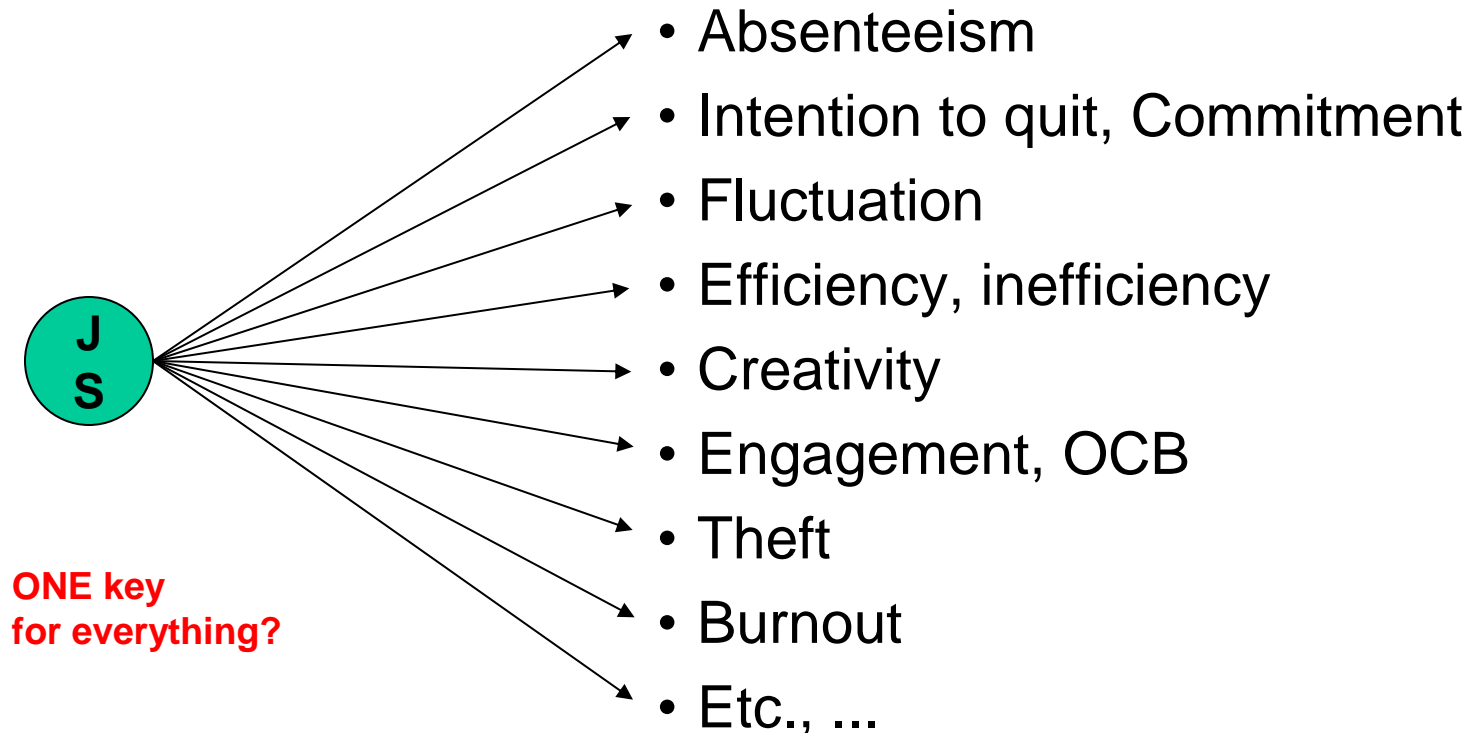 • Absenteeism
• Intention to quit, Commitment
• Fluctuation
• Efficiency, inefficiency
J
S
• Creativity
• Engagement, OCB
• Theft
ONE key
for everything?
• Burnout
• Etc., ...